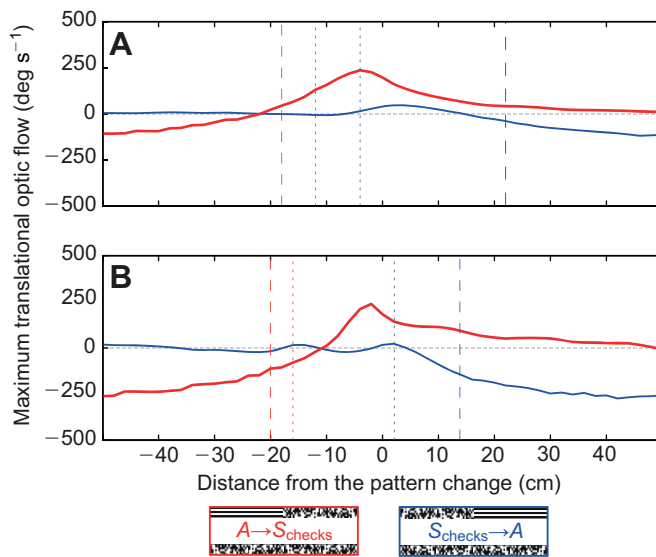 Maximum translational optic flow (deg s⁻¹)
A
500
250
0
−250
−500
B
500
250
0
−250
−500
−40 −30 −20 −10 0 10 20 30 40
Distance from the pattern change (cm)
A→Schecks
Schecks→A